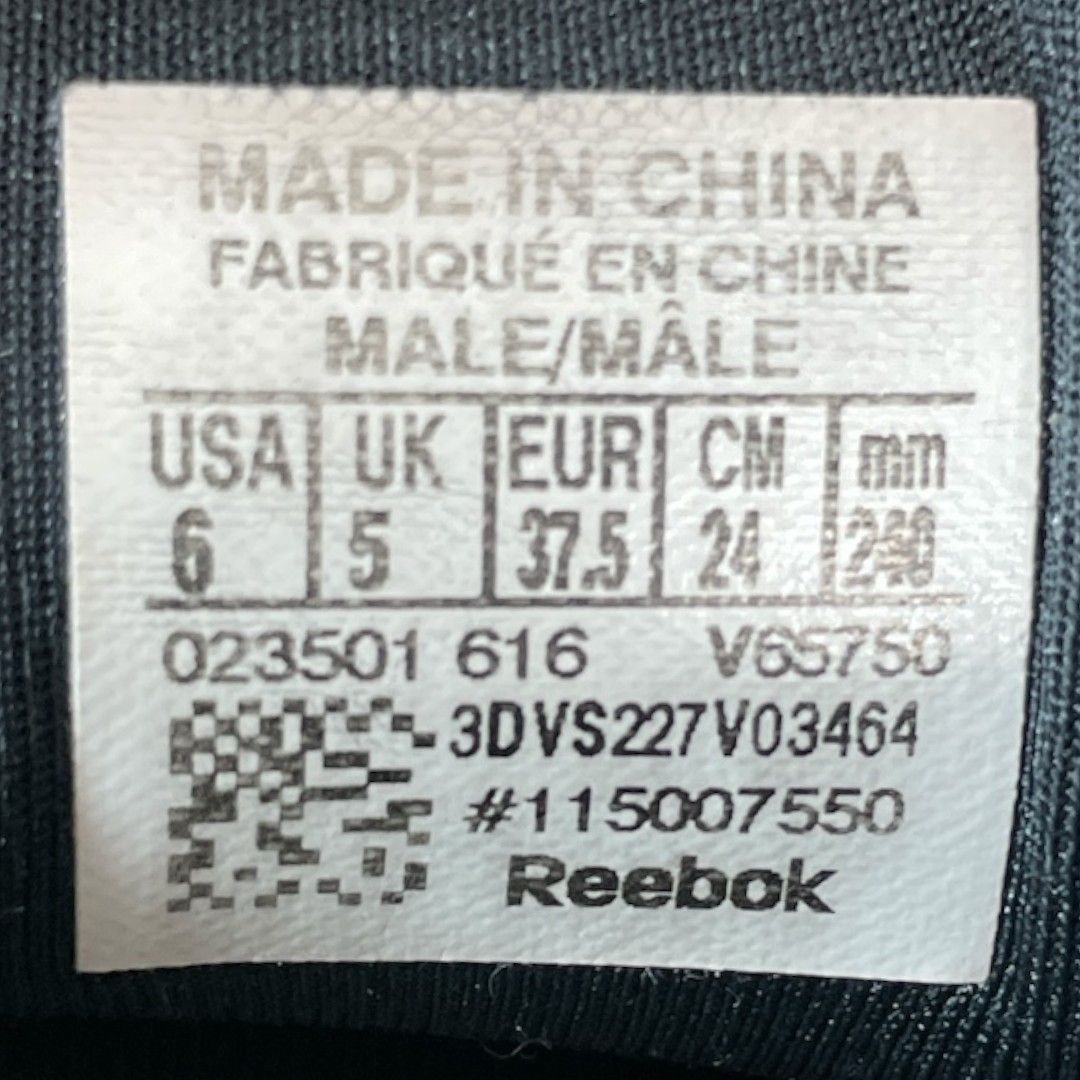 MADE IN CHINA
FABRIQUÉ EN CHINE
MALE/MÂLE
USA UK EUR CM mm
6 5 37.5 24 240
023501 616 V65750
3DVS227V03464
#115007550
Reebok